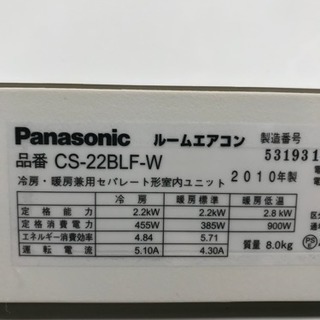 Panasonic ルームエアコン 製造番号
品番 CS-22BLF-W 531931
冷房・暖房兼用セパレート形室内ユニット 2010年製
冷房 暖房標準 暖房低温
定格能力 2.2kW 2.2kW 2.8kW
定格消費電力 455W 385W 900W
エネルギー消費効率 4.84 5.71
運転電流 5.10A 4.30A 質量 8.0kg